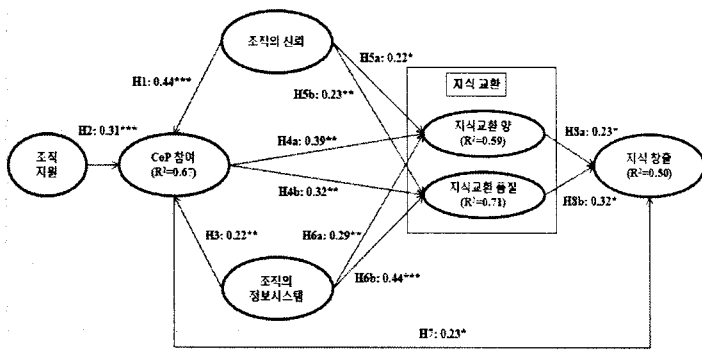 조직의 신뢰
H1: 0.44***
H5a: 0.22*
H5b: 0.23**
지식 교환
H2: 0.31***
조직
지원
CoP 참여
(R²=0.67)
H4a: 0.39**
H4b: 0.32**
지식교환 양
(R²=0.59)
지식교환 품질
(R²=0.71)
H8a: 0.23*
H8b: 0.32*
지식 창출
H3: 0.22**
H6a: 0.29**
H6b: 0.44***
조직의
정보시스템
H7: 0.23*